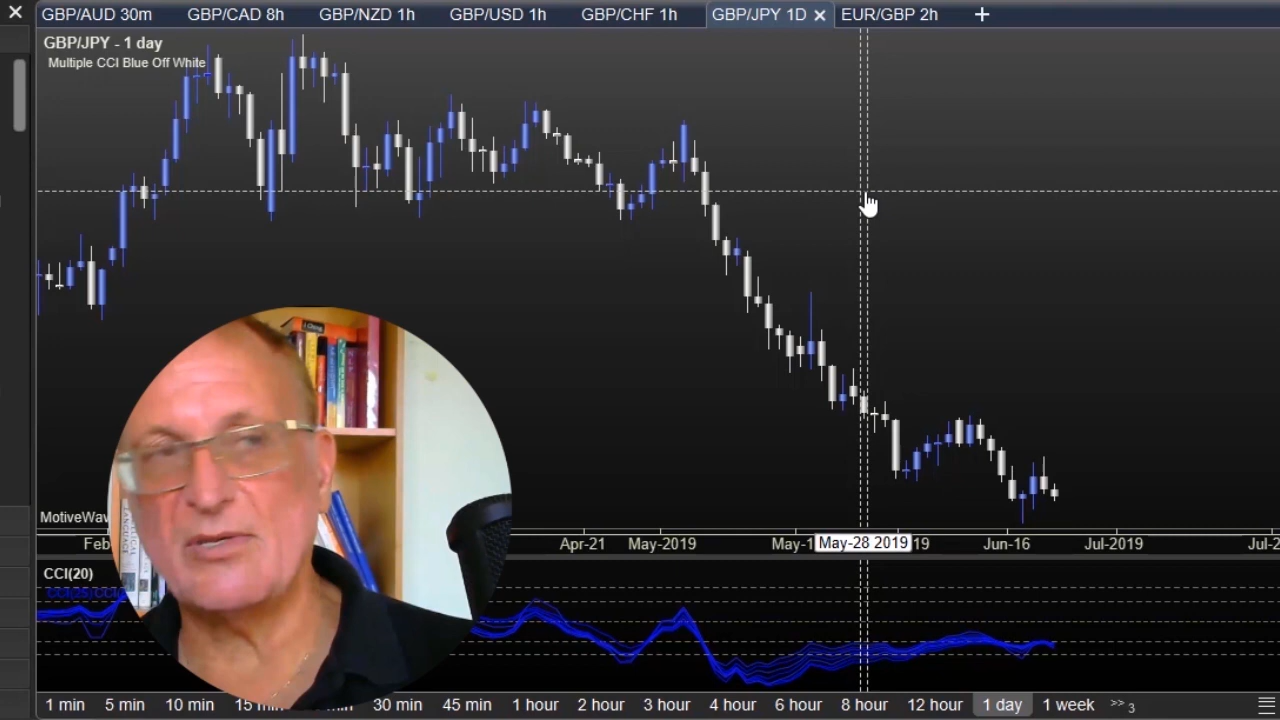 GBP/AUD 30m GBP/CAD 8h GBP/NZD 1h GBP/USD 1h GBP/CHF 1h GBP/JPY 1D EUR/GBP 2h
GBP/JPY - 1 day
Multiple CCI Blue Off White
MotiveWav
Feb Apr-21 May-2019 May-1 May-28 2019 19 Jun-16 Jul-2019 Jul-2
CCI(20)
1 min 5 min 10 min 15 min 30 min 45 min 1 hour 2 hour 3 hour 4 hour 8 hour 12 hour 1 day 1 week >> 3